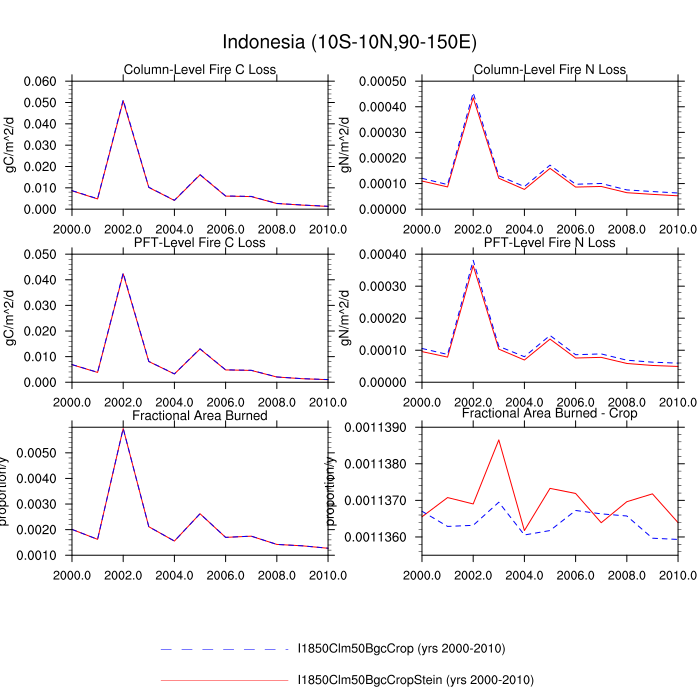 Indonesia (10S-10N,90-150E)
Column-Level Fire C Loss
Column-Level Fire N Loss
0.060
0.050
0.040
0.030
0.020
0.010
0.000
gC/m^2/d
2000.0 2002.0 2004.0 2006.0 2008.0 2010.0
0.00050
0.00040
0.00030
0.00020
0.00010
0.00000
gN/m^2/d
2000.0 2002.0 2004.0 2006.0 2008.0 2010.0
PFT-Level Fire C Loss
PFT-Level Fire N Loss
0.050
0.040
0.030
0.020
0.010
0.000
gC/m^2/d
2000.0 2002.0 2004.0 2006.0 2008.0 2010.0
0.00040
0.00030
0.00020
0.00010
0.00000
gN/m^2/d
2000.0 2002.0 2004.0 2006.0 2008.0 2010.0
Fractional Area Burned
Fractional Area Burned - Crop
0.0050
0.0040
0.0030
0.0020
0.0010
proportion/y
2000.0 2002.0 2004.0 2006.0 2008.0 2010.0
0.0011390
0.0011380
0.0011370
0.0011360
proportion/y
2000.0 2002.0 2004.0 2006.0 2008.0 2010.0
I1850Clm50BgcCrop (yrs 2000-2010)
I1850Clm50BgcCropStein (yrs 2000-2010)